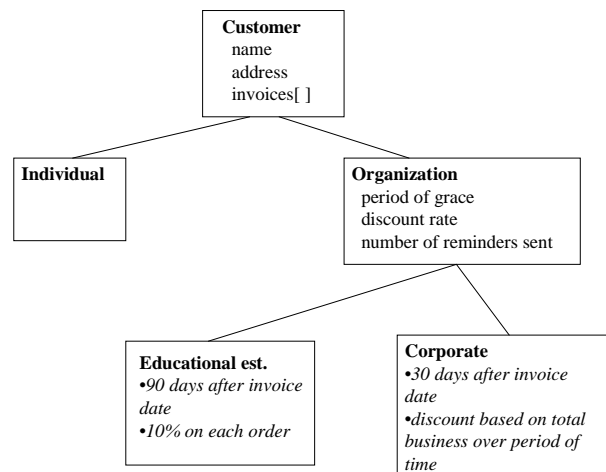 Customer
name
address
invoices[ ]
Individual
Organization
period of grace
discount rate
number of reminders sent
Educational est.
•90 days after invoice
date
•10% on each order
Corporate
•30 days after invoice
date
•discount based on total
business over period of
time